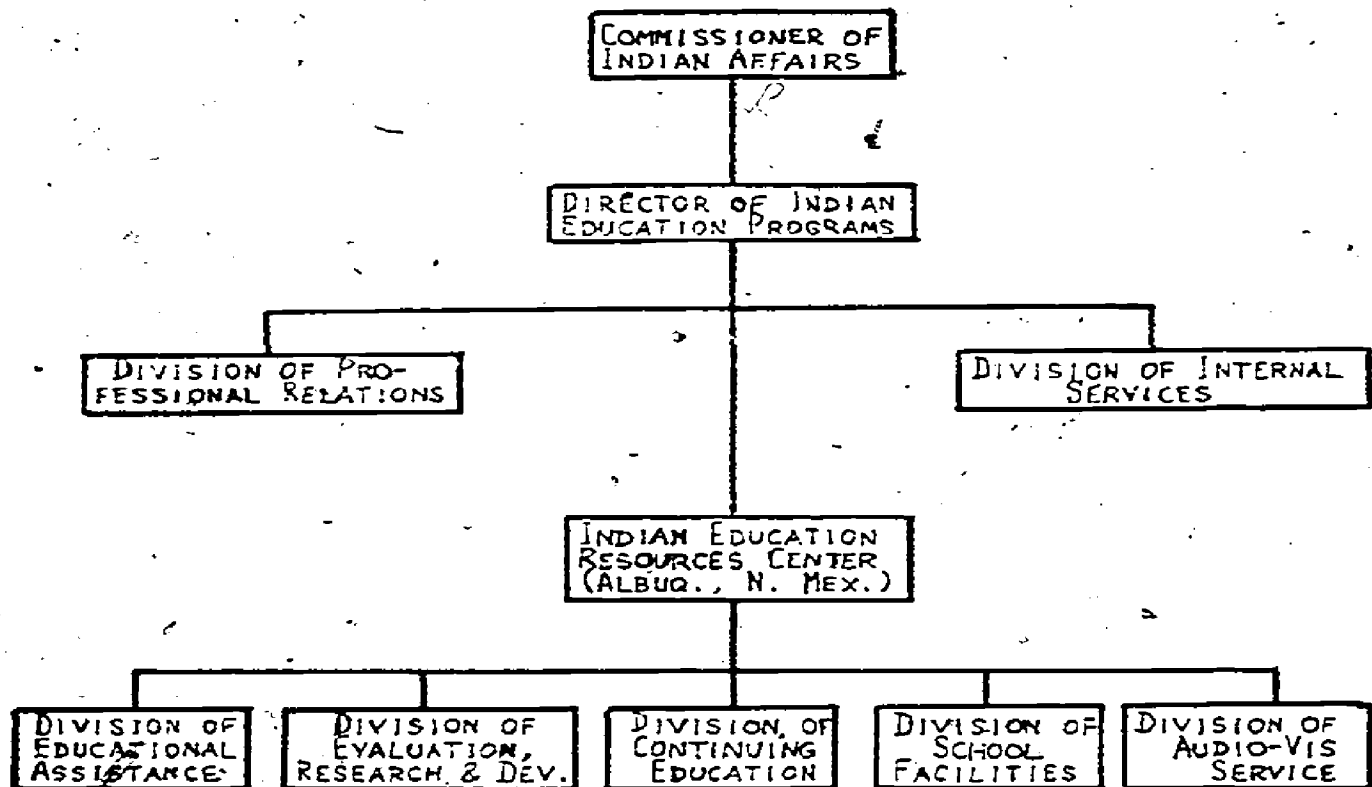 COMMISSIONER OF
INDIAN AFFAIRS
DIRECTOR OF INDIAN
EDUCATION PROGRAMS
DIVISION OF PRO-
FESSIONAL RELATIONS
DIVISION OF INTERNAL
SERVICES
INDIAN EDUCATION
RESOURCES CENTER
(ALBUQ., N. MEX.)
DIVISION OF
EDUCATIONAL
ASSISTANCE
DIVISION OF
EVALUATION,
RESEARCH & DEV.
DIVISION OF
CONTINUING
EDUCATION
DIVISION OF
SCHOOL
FACILITIES
DIVISION OF
AUDIO-VIS
SERVICE